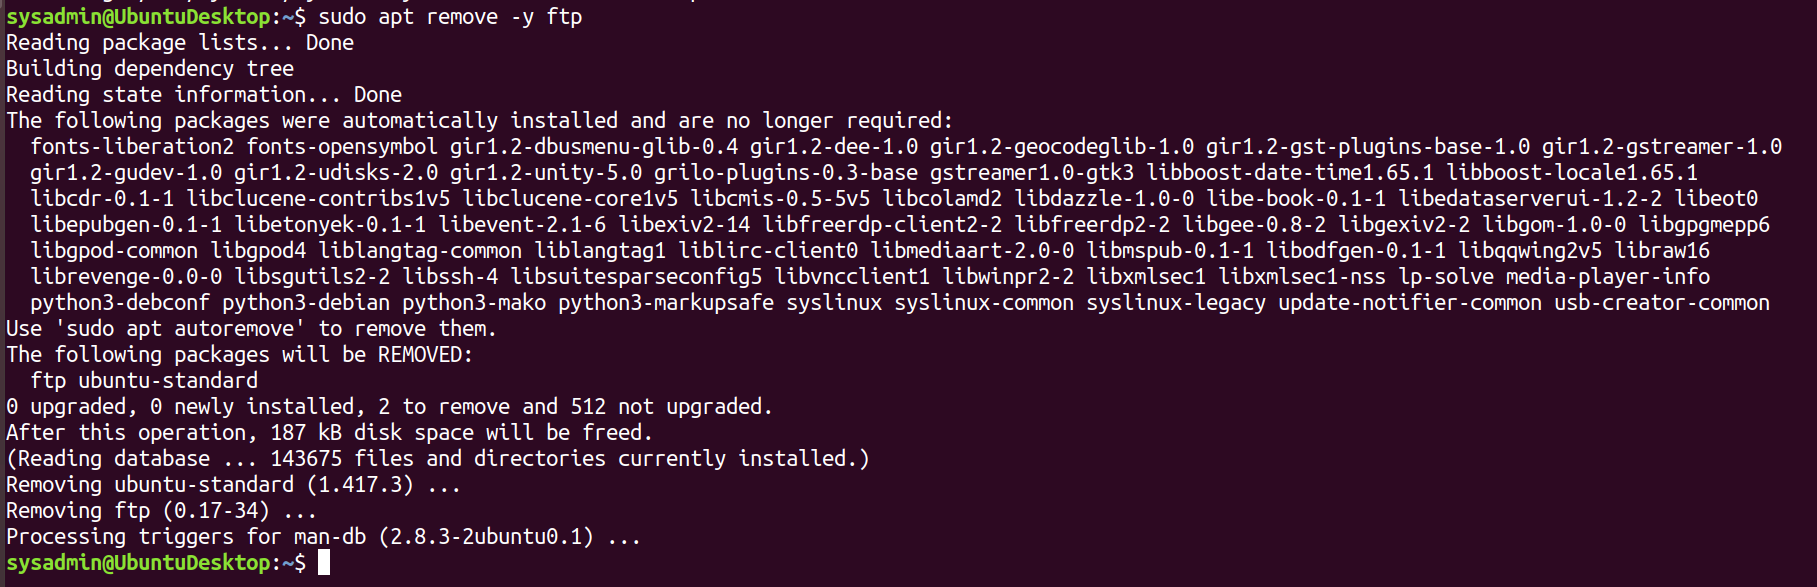 sysadmin@UbuntuDesktop:~$ sudo apt remove -y ftp
Reading package lists... Done
Building dependency tree
Reading state information... Done
The following packages were automatically installed and are no longer required:
  fonts-liberation2 fonts-opensymbol gir1.2-dbusmenu-glib-0.4 gir1.2-dee-1.0 gir1.2-geocodeglib-1.0 gir1.2-gst-plugins-base-1.0 gir1.2-gstreamer-1.0
  gir1.2-gudev-1.0 gir1.2-udisks-2.0 gir1.2-unity-5.0 grilo-plugins-0.3-base gstreamer1.0-gtk3 libboost-date-time1.65.1 libboost-locale1.65.1
  libcdr-0.1-1 libclucene-contribs1v5 libclucene-core1v5 libcmis-0.5-5v5 libcolamd2 libdazzle-1.0-0 libe-book-0.1-1 libedataserverui-1.2-2 libeot0
  libepubgen-0.1-1 libetonyek-0.1-1 libevent-2.1-6 libexiv2-14 libfreerdp-client2-2 libfreerdp2-2 libgee-0.8-2 libgexiv2-2 libgom-1.0-0 libgpgmepp6
  libgpod-common libgpod4 liblangtag-common liblangtag1 liblirc-client0 libmediaart-2.0-0 libmspub-0.1-1 libodfgen-0.1-1 libqqwing2v5 libraw16
  librevenge-0.0-0 libsgutils2-2 libssh-4 libsuitesparseconfig5 libvncclient1 libwinpr2-2 libxmlsec1 libxmlsec1-nss lp-solve media-player-info
  python3-debconf python3-debian python3-mako python3-markupsafe syslinux syslinux-common syslinux-legacy update-notifier-common usb-creator-common
Use 'sudo apt autoremove' to remove them.
The following packages will be REMOVED:
  ftp ubuntu-standard
0 upgraded, 0 newly installed, 2 to remove and 512 not upgraded.
After this operation, 187 kB disk space will be freed.
(Reading database ... 143675 files and directories currently installed.)
Removing ubuntu-standard (1.417.3) ...
Removing ftp (0.17-34) ...
Processing triggers for man-db (2.8.3-2ubuntu0.1) ...
sysadmin@UbuntuDesktop:~$